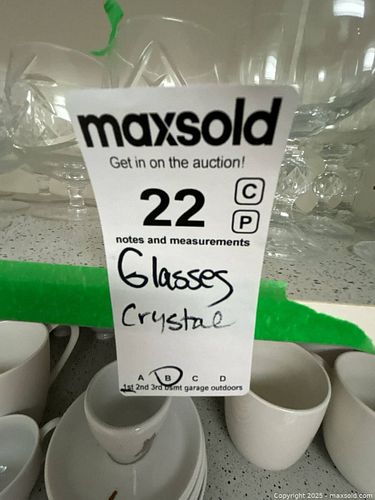 maxsold
Get in on the auction!
22
C
P
notes and measurements
Glasses
Crystal
A B C D
1st 2nd 3rd bsmt garage outdoors
Copyright 2025 - maxsold.com